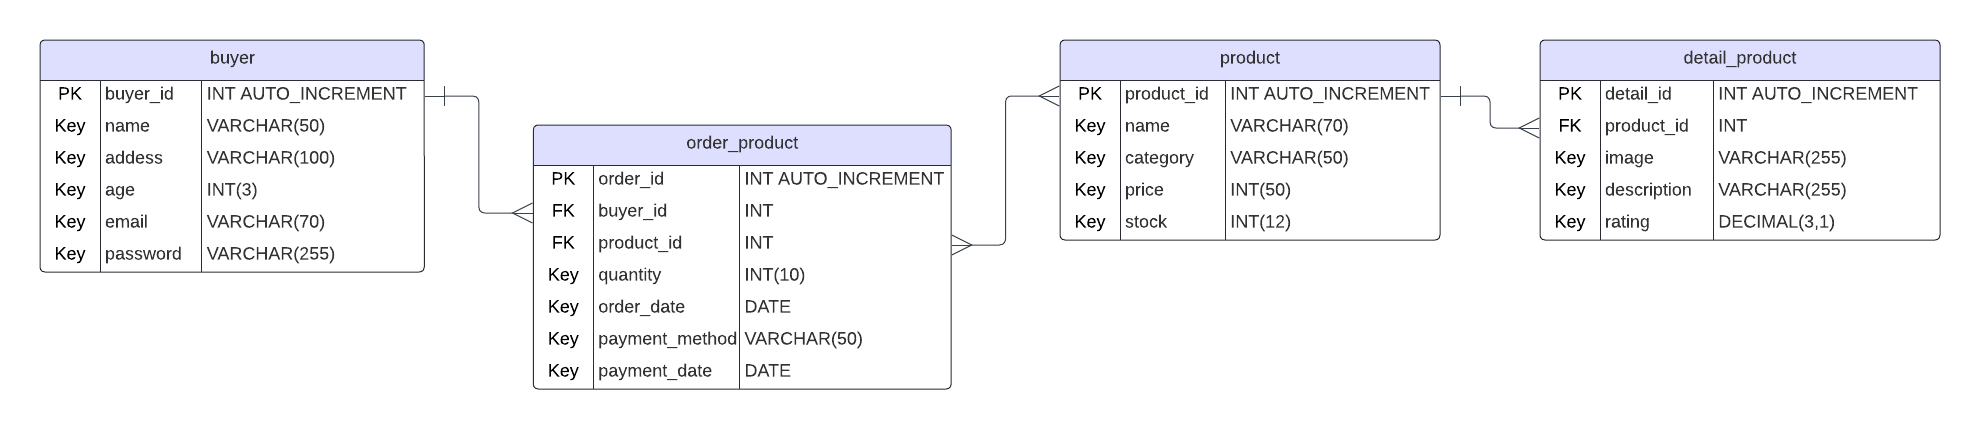 buyer
PK buyer_id INT AUTO_INCREMENT
Key name VARCHAR(50)
Key addess VARCHAR(100)
Key age INT(3)
Key email VARCHAR(70)
Key password VARCHAR(255)
order_product
PK order_id INT AUTO_INCREMENT
FK buyer_id INT
FK product_id INT
Key quantity INT(10)
Key order_date DATE
Key payment_method VARCHAR(50)
Key payment_date DATE
product
PK product_id INT AUTO_INCREMENT
Key name VARCHAR(70)
Key category VARCHAR(50)
Key price INT(50)
Key stock INT(12)
detail_product
PK detail_id INT AUTO_INCREMENT
FK product_id INT
Key image VARCHAR(255)
Key description VARCHAR(255)
Key rating DECIMAL(3,1)